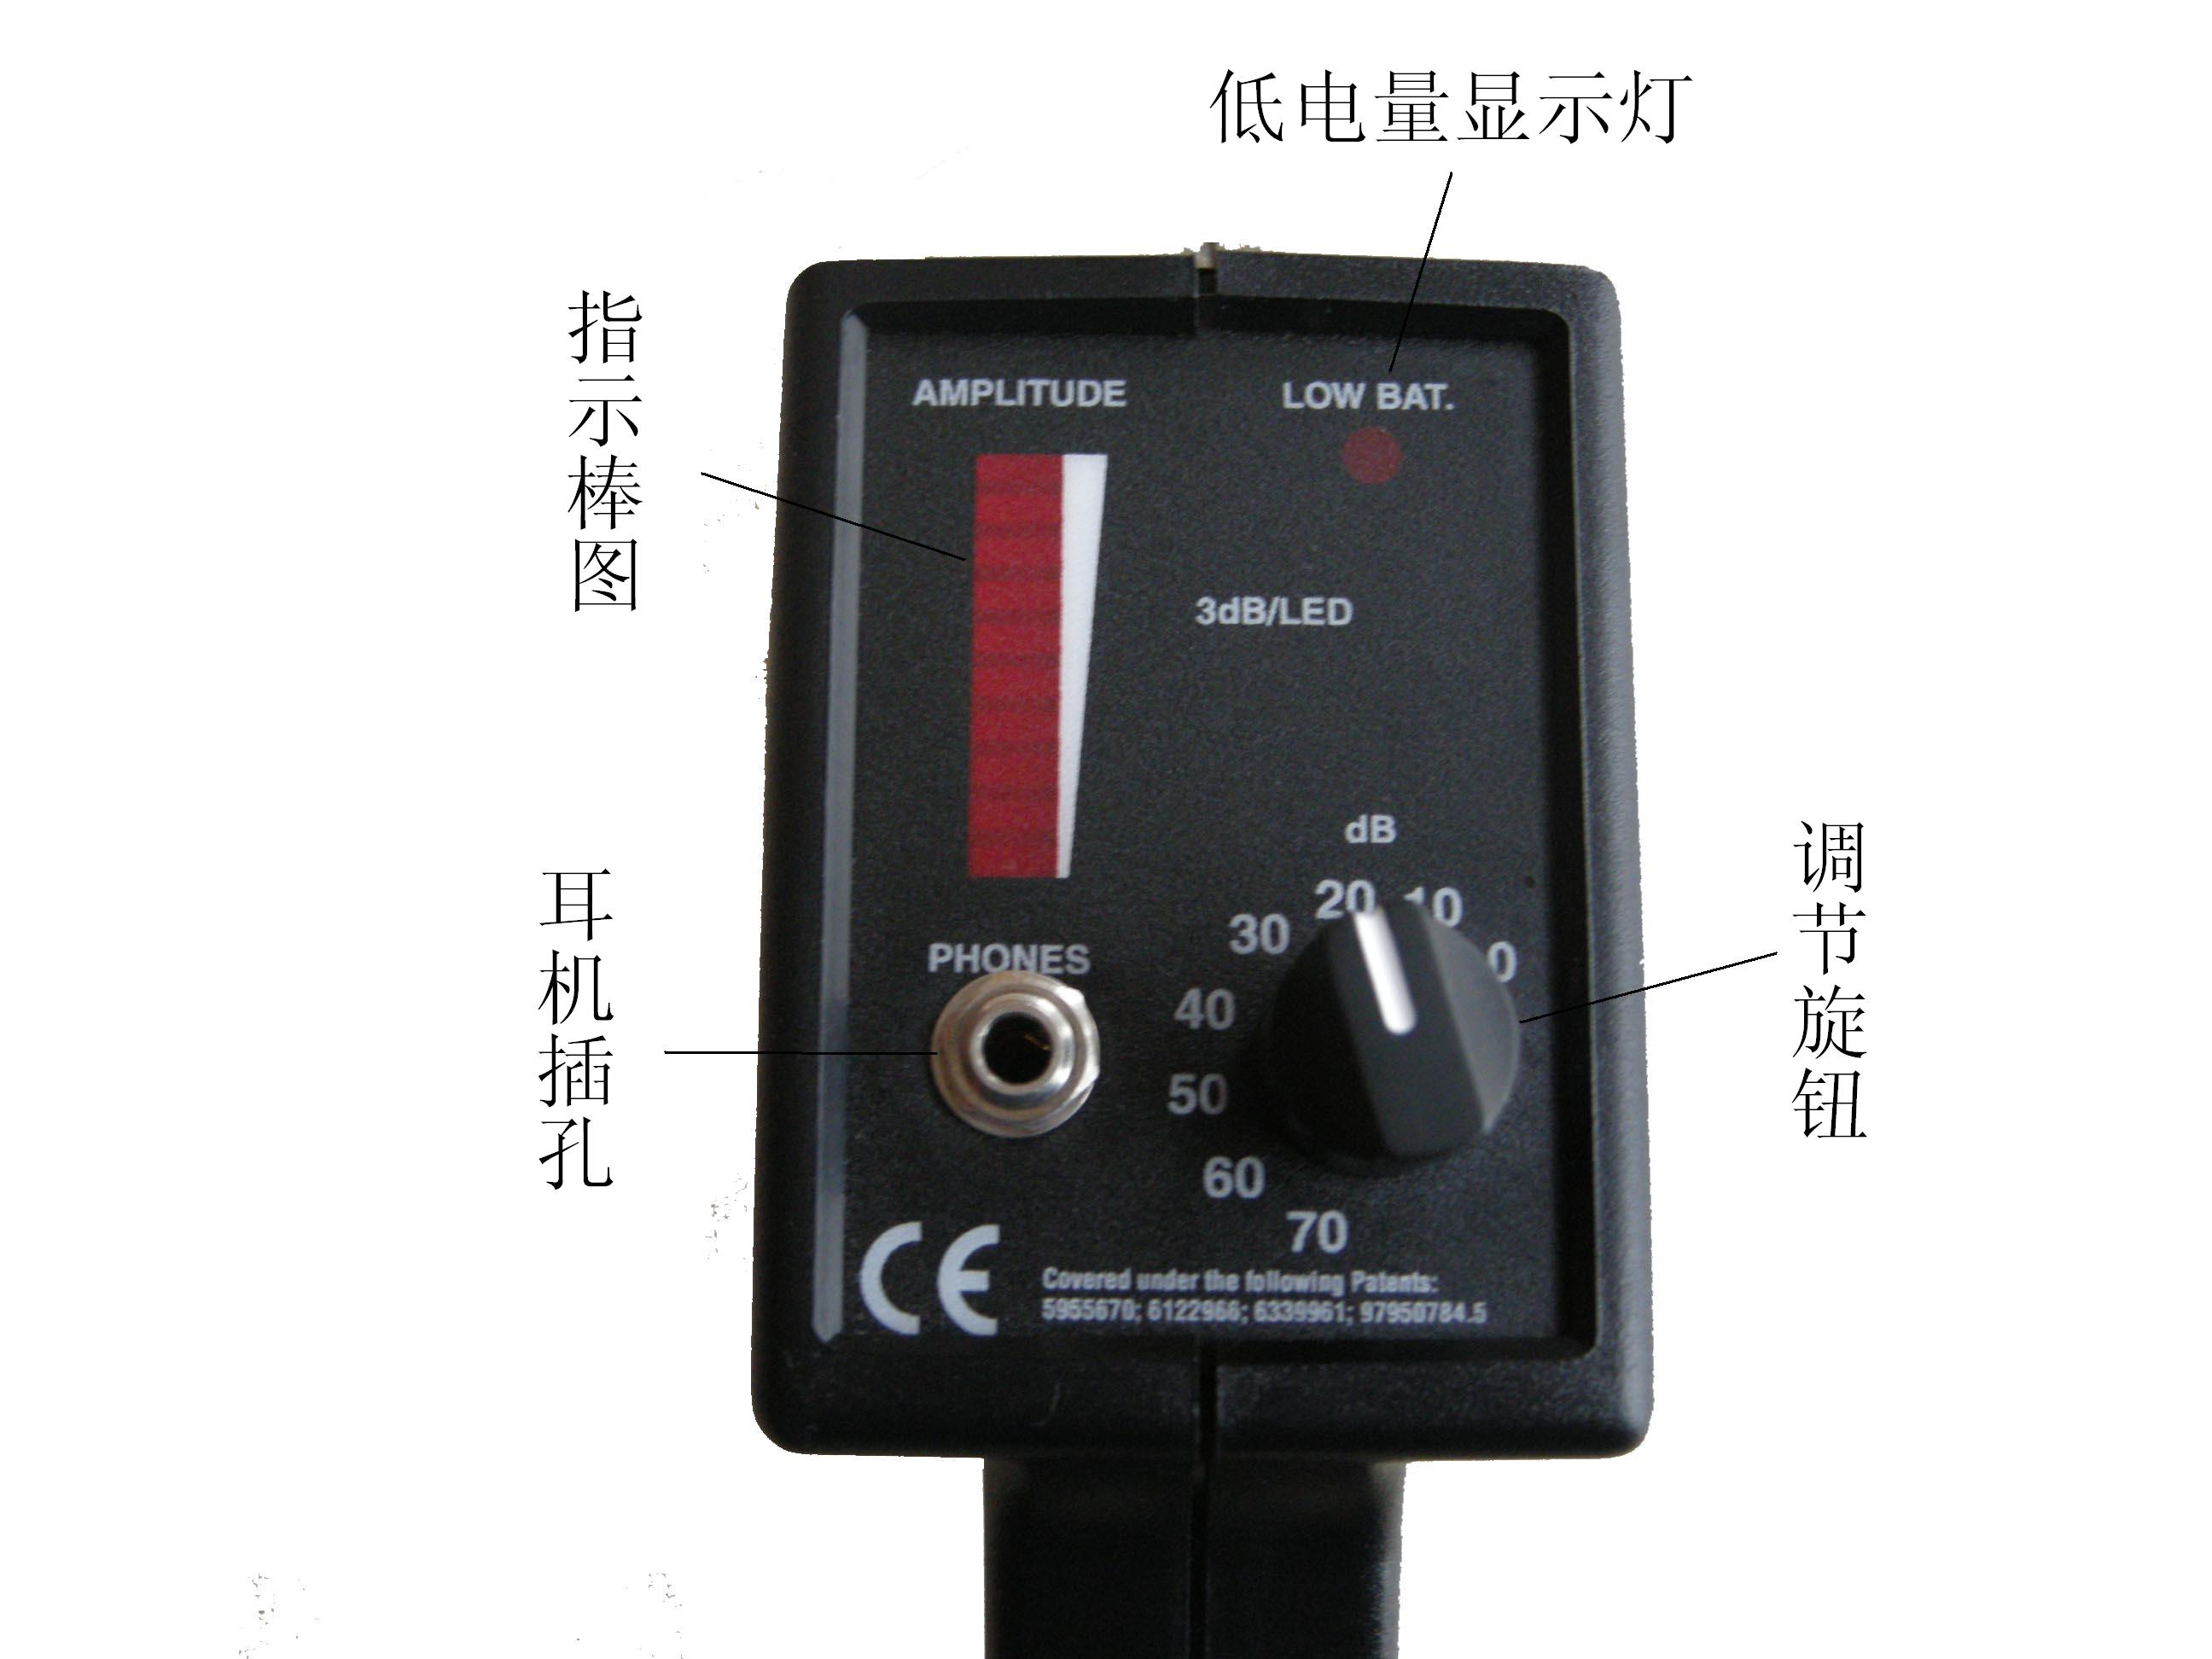 低电量显示灯
指示棒图
AMPLITUDE
LOW BAT.
3dB/LED
调节旋钮
dB
20
10
30
0
耳机插孔
PHONES
40
50
60
70
CE
Covered under the following Patents:
5955670; 6122966; 6339961; 97950784.5